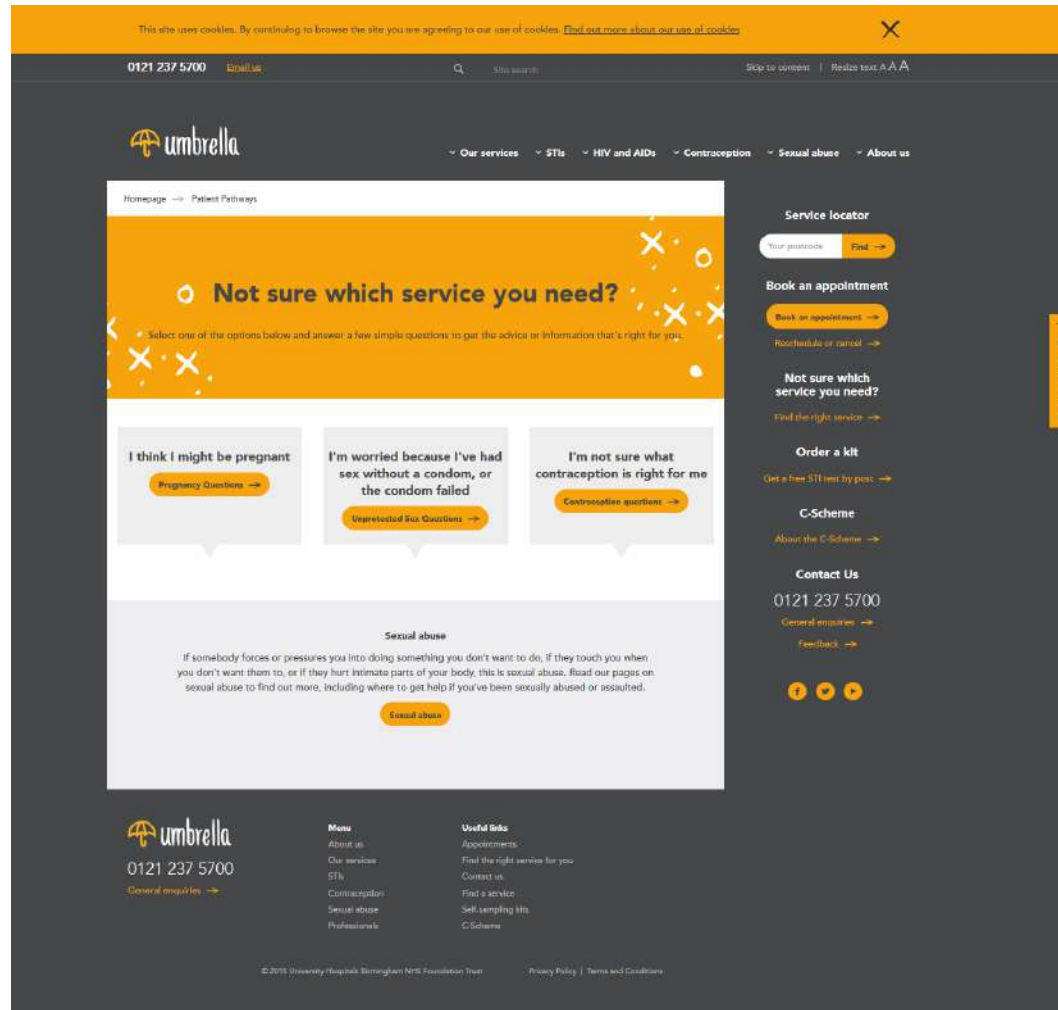 This site uses cookies. By continuing to browse the site you are agreeing to our use of cookies. Find out more about our use of cookies
0121 237 5700 Email us Site search Skip to content | Resize text A A A
umbrella
Our services STIs HIV and AIDs Contraception Sexual abuse About us
Homepage → Patient Pathways
Not sure which service you need?
Select one of the options below and answer a few simple questions to get the advice or information that's right for you.
I think I might be pregnant
Pregnancy Questions →
I'm worried because I've had
sex without a condom, or
the condom failed
Unprotected Sex Questions →
I'm not sure what
contraception is right for me
Contraception questions →
Sexual abuse
If somebody forces or pressures you into doing something you don't want to do, if they touch you when
you don't want them to, or if they hurt intimate parts of your body, this is sexual abuse. Read our pages on
sexual abuse to find out more, including where to get help if you've been sexually abused or assaulted.
Sexual abuse
Service locator
Your postcode Find →
Book an appointment
Book an appointment →
Reschedule or cancel →
Not sure which
service you need?
Find the right service →
Order a kit
Get a free STI test by post →
C-Scheme
About the C-Scheme →
Contact Us
0121 237 5700
General enquiries →
Feedback →
umbrella
0121 237 5700
General enquiries →
Menu
About us
Our services
STIs
Contraception
Sexual abuse
Professionals
Useful links
Appointments
Find the right service for you
Contact us
Find a service
Self-sampling kits
C-Scheme
University Hospitals Birmingham NHS Foundation Trust Privacy Policy | Terms and Conditions